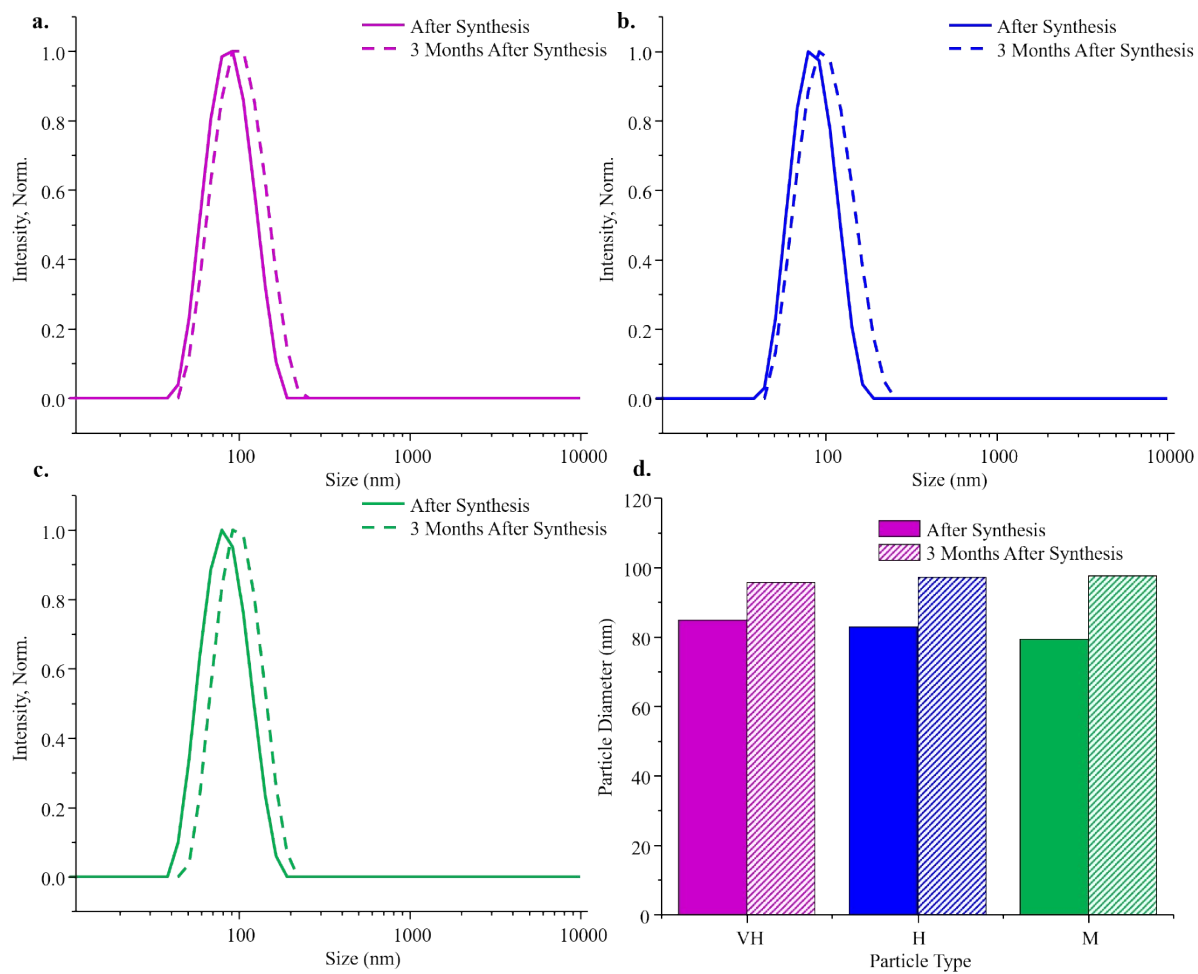 a.
After Synthesis
3 Months After Synthesis
1.0
0.8
0.6
0.4
0.2
0.0
Intensity, Norm.
100
1000
10000
Size (nm)
b.
After Synthesis
3 Months After Synthesis
1.0
0.8
0.6
0.4
0.2
0.0
Intensity, Norm.
100
1000
10000
Size (nm)
c.
After Synthesis
3 Months After Synthesis
1.0
0.8
0.6
0.4
0.2
0.0
Intensity, Norm.
100
1000
10000
Size (nm)
d.
After Synthesis
3 Months After Synthesis
120
100
80
60
40
20
0
Particle Diameter (nm)
VH
H
M
Particle Type